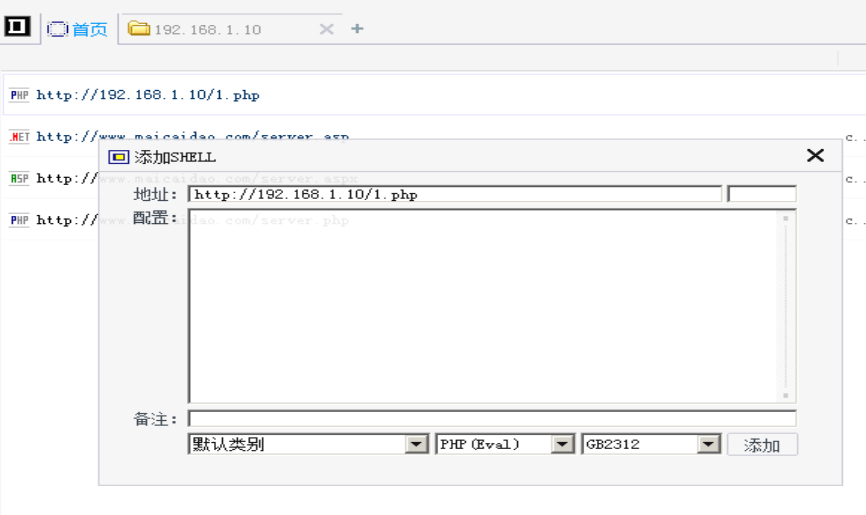 首页 192.168.1.10
PHP http://192.168.1.10/1.php
.NET http://www.maicaidao.com/server.asp c..
添加SHELL
ASP http://www.maicaidao.com/server.aspx c..
地址: http://192.168.1.10/1.php
配置:
PHP http://www.maicaidao.com/server.php c..
备注:
默认类别 PHP(Eval) GB2312 添加